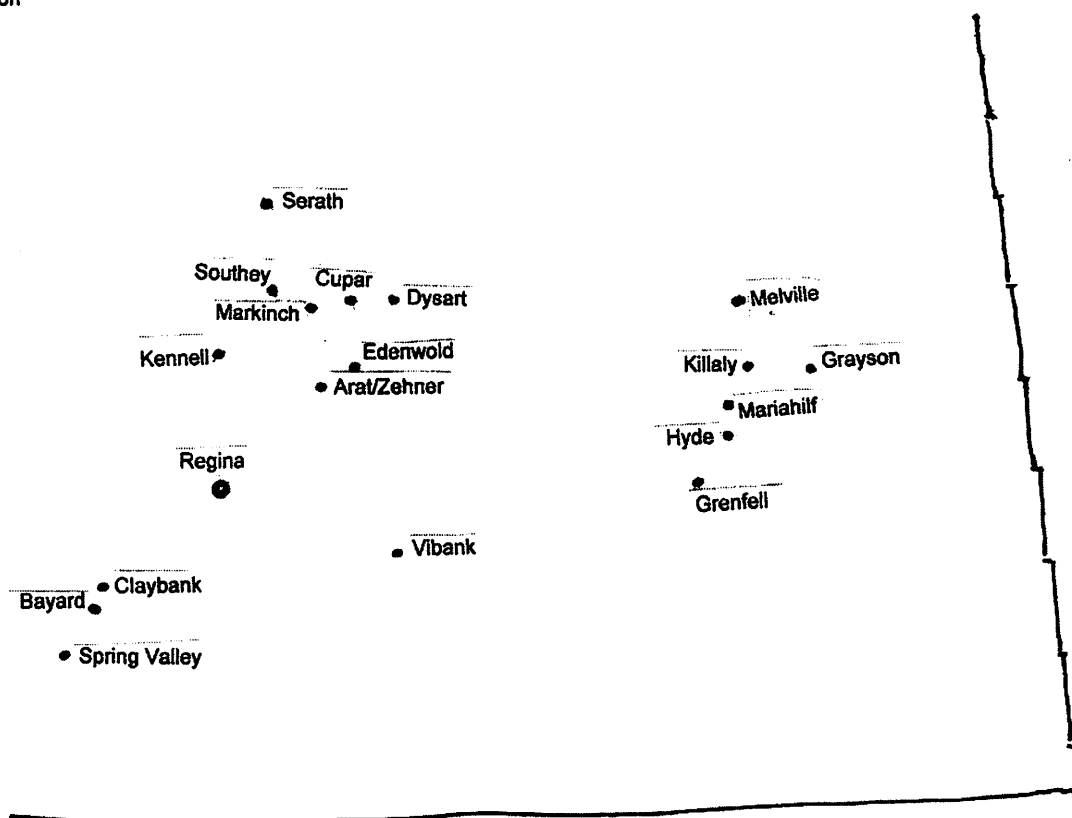 Serath
Southey
Cupar
Dysart
Melville
Markinch
Kennell
Edenwold
Killaly
Grayson
Arat/Zehner
Mariahilf
Hyde
Regina
Grenfell
Vibank
Claybank
Bayard
Spring Valley